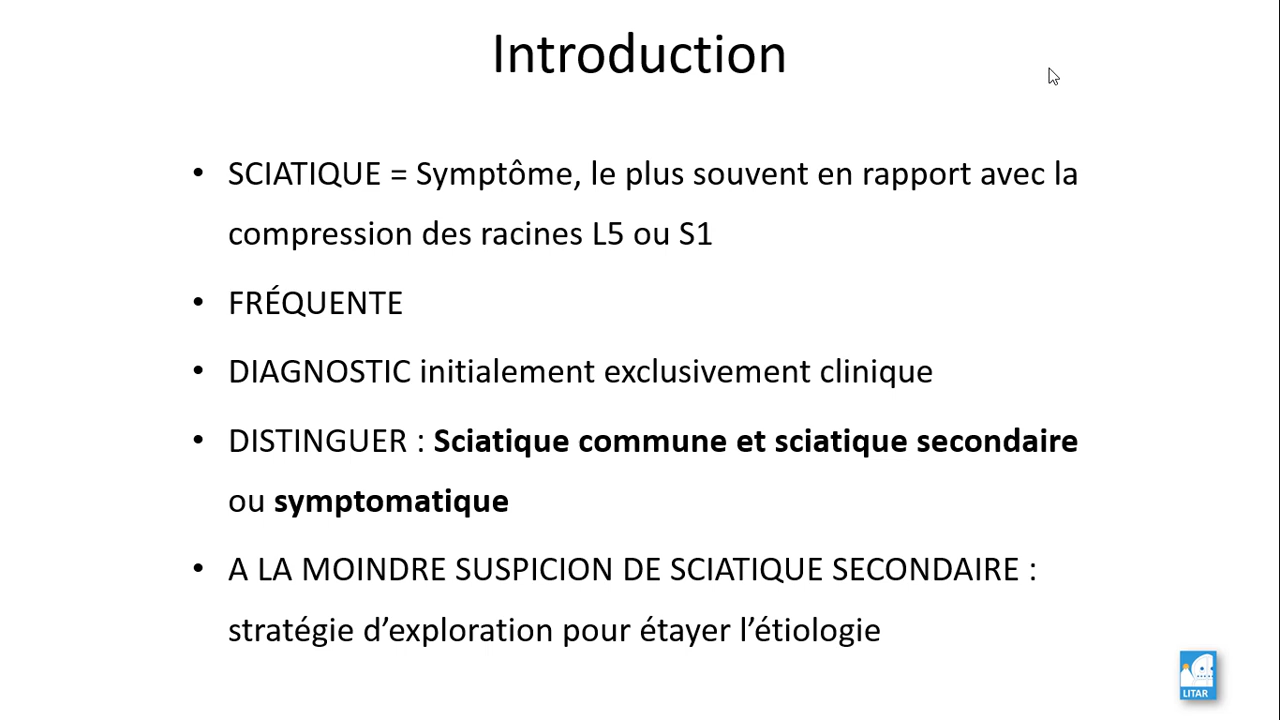 Introduction
• SCIATIQUE = Symptôme, le plus souvent en rapport avec la
compression des racines L5 ou S1
• FRÉQUENTE
• DIAGNOSTIC initialement exclusivement clinique
• DISTINGUER : Sciatique commune et sciatique secondaire
ou symptomatique
• A LA MOINDRE SUSPICION DE SCIATIQUE SECONDAIRE :
stratégie d’exploration pour étayer l’étiologie
LITAR